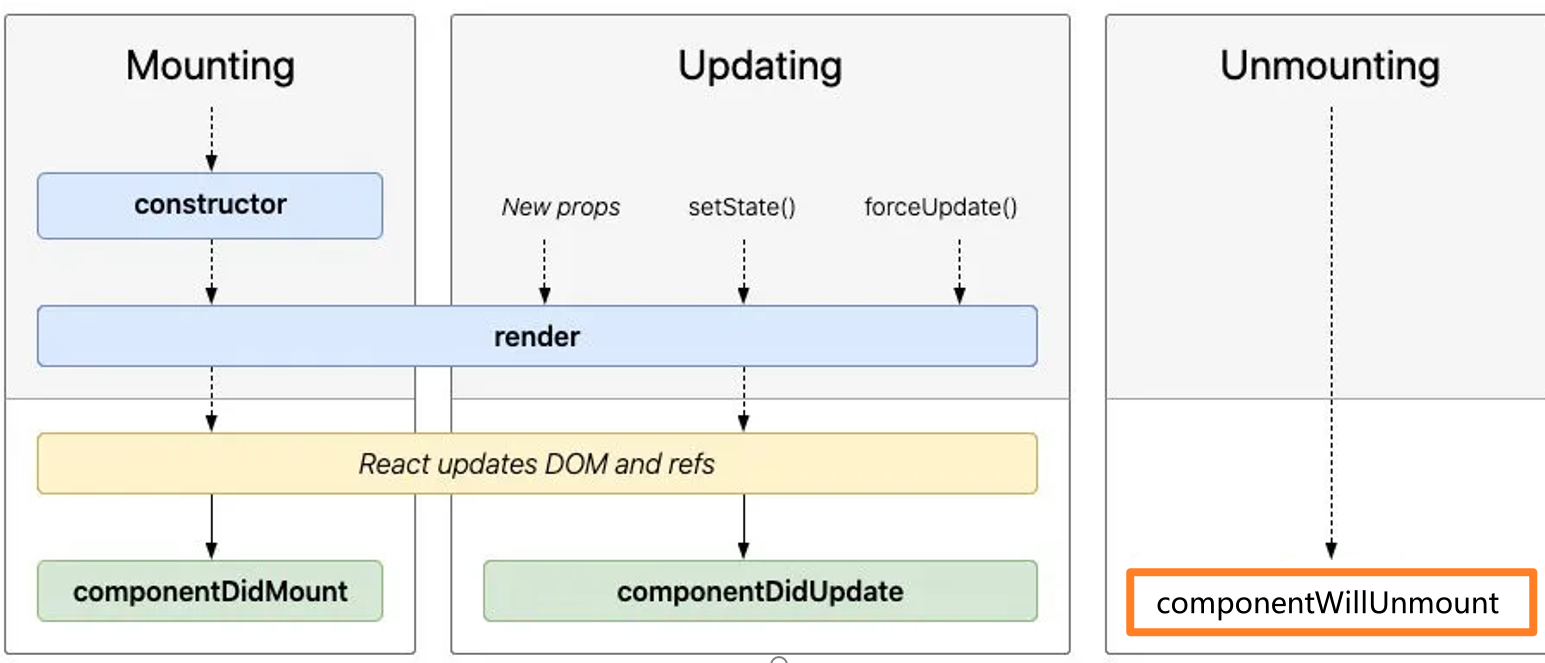 Mounting
Updating
Unmounting
constructor
New props
setState()
forceUpdate()
render
React updates DOM and refs
componentDidMount
componentDidUpdate
componentWillUnmount